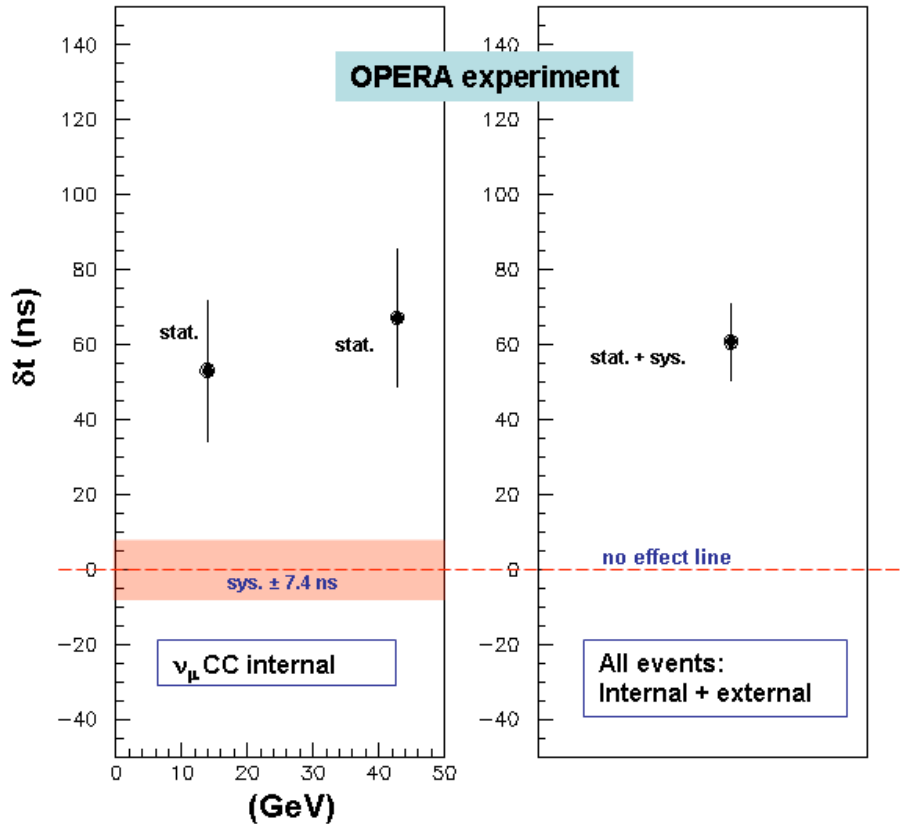 OPERA experiment
δt (ns)
140
120
100
80
60
40
20
0
−20
−40
stat.
stat.
sys. ± 7.4 ns
νμ CC internal
0 10 20 30 40 50
(GeV)
140
120
100
80
60
40
20
0
−20
−40
stat. + sys.
no effect line
All events:
Internal + external